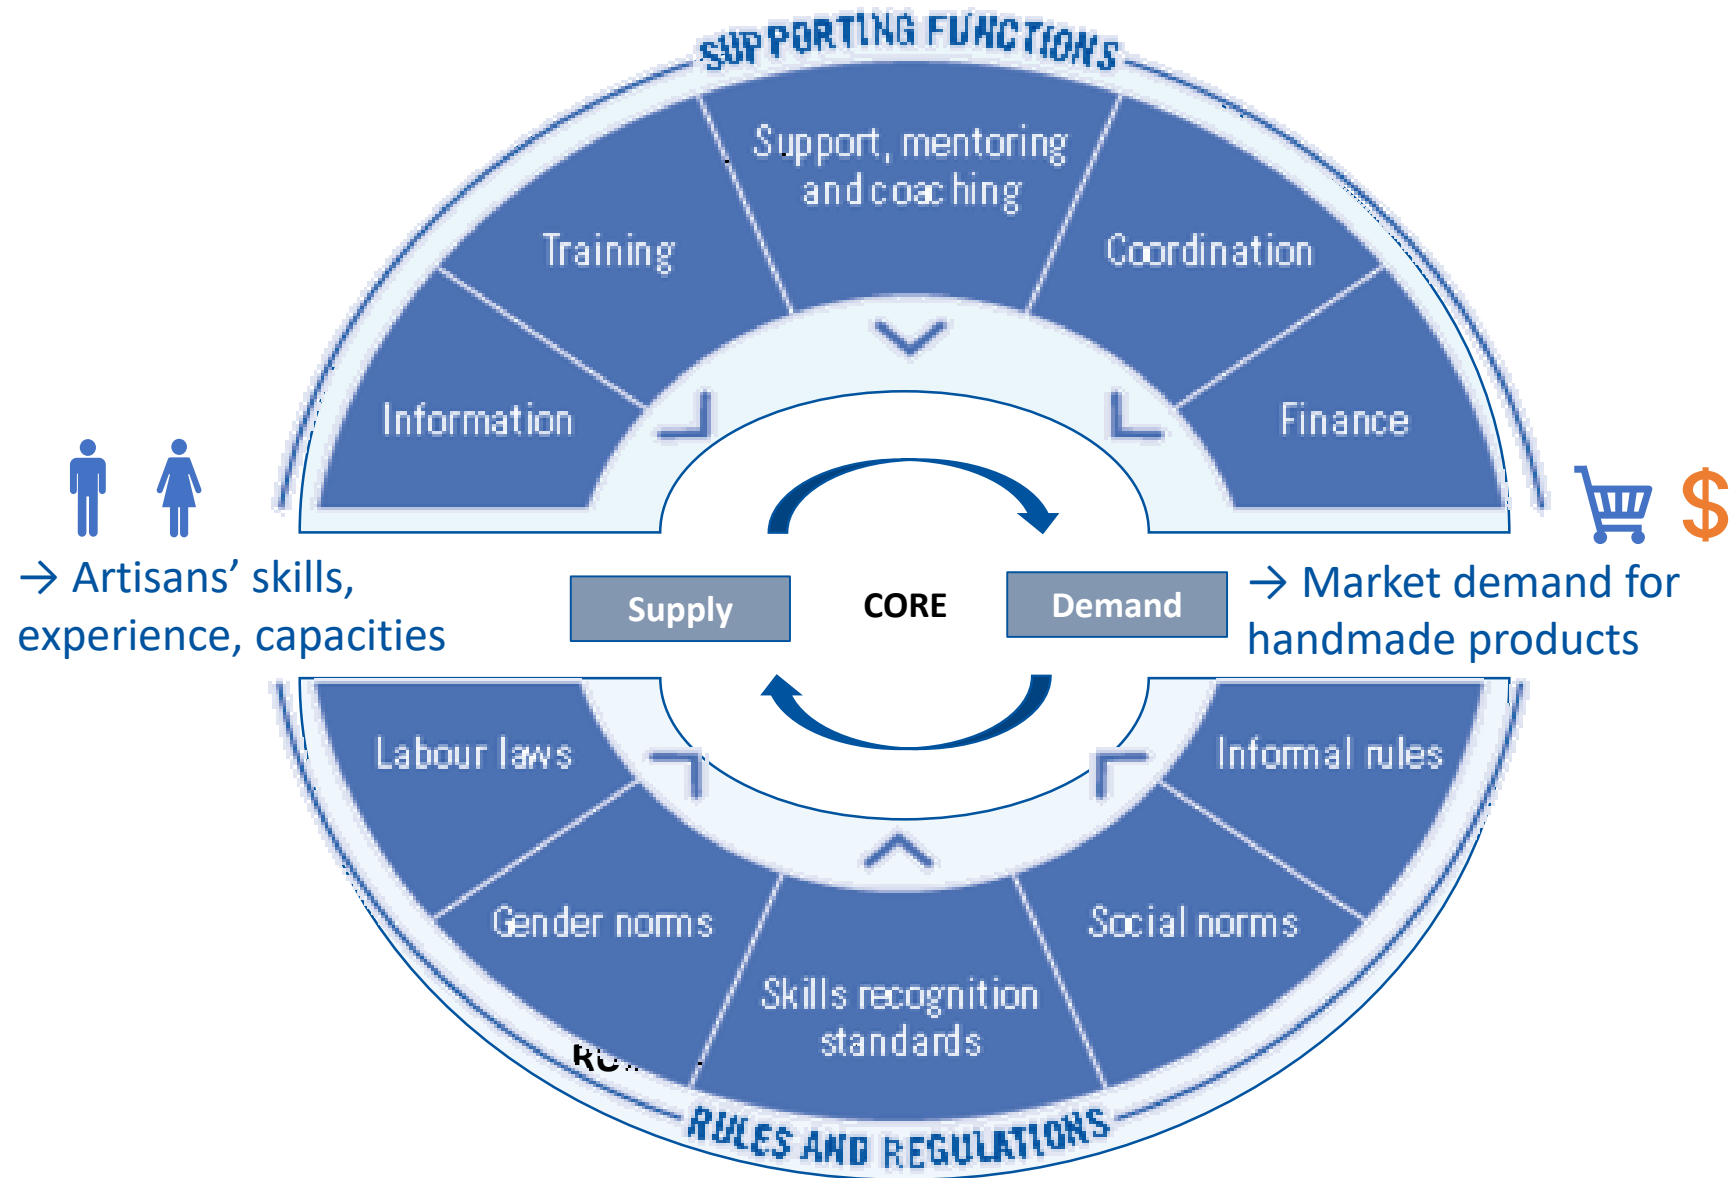 SUPPORTING FUNCTIONS
Support, mentoring
and coaching
Training
Coordination
Information
Finance
→ Artisans’ skills,
experience, capacities
Supply
CORE
Demand
→ Market demand for
handmade products
$
Labour laws
Informal rules
Gender norms
Social norms
Skills recognition
standards
RULES AND REGULATIONS